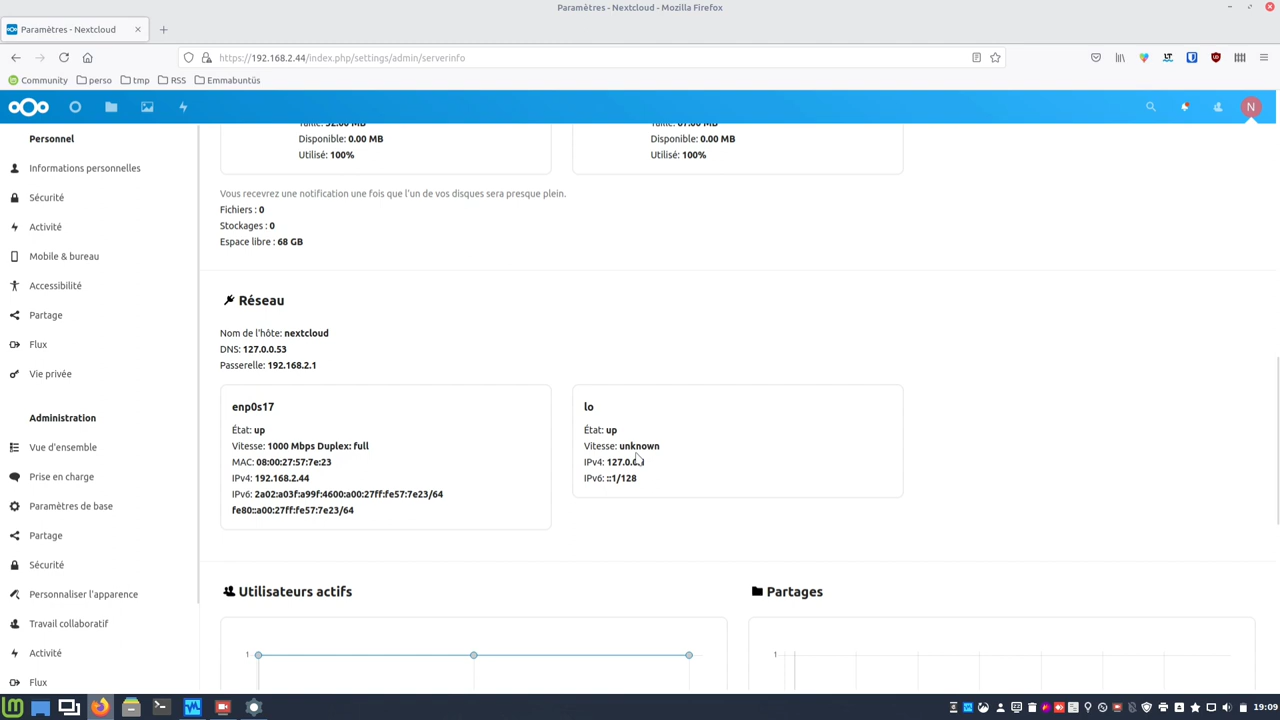 Paramètres - Nextcloud - Mozilla Firefox
Paramètres - Nextcloud
https://192.168.2.44/index.php/settings/admin/serverinfo
Community
perso
tmp
RSS
Emmabuntüs
N
Personnel
Informations personnelles
Sécurité
Activité
Mobile & bureau
Accessibilité
Partage
Flux
Vie privée
Administration
Vue d'ensemble
Prise en charge
Paramètres de base
Partage
Sécurité
Personnaliser l'apparence
Travail collaboratif
Activité
Flux
Disponible: 0.00 MB
Utilisé: 100%
Disponible: 0.00 MB
Utilisé: 100%
Vous recevrez une notification une fois que l'un de vos disques sera presque plein.
Fichiers : 0
Stockages : 0
Espace libre : 68 GB
Réseau
Nom de l'hôte: nextcloud
DNS: 127.0.0.53
Passerelle: 192.168.2.1
enp0s17
État: up
Vitesse: 1000 Mbps Duplex: full
MAC: 08:00:27:57:7e:23
IPv4: 192.168.2.44
IPv6: 2a02:a03f:a99f:4600:a00:27ff:fe57:7e23/64
fe80::a00:27ff:fe57:7e23/64
lo
État: up
Vitesse: unknown
IPv4:
IPv6: ::1/128
Utilisateurs actifs
1
Partages
1
19:09